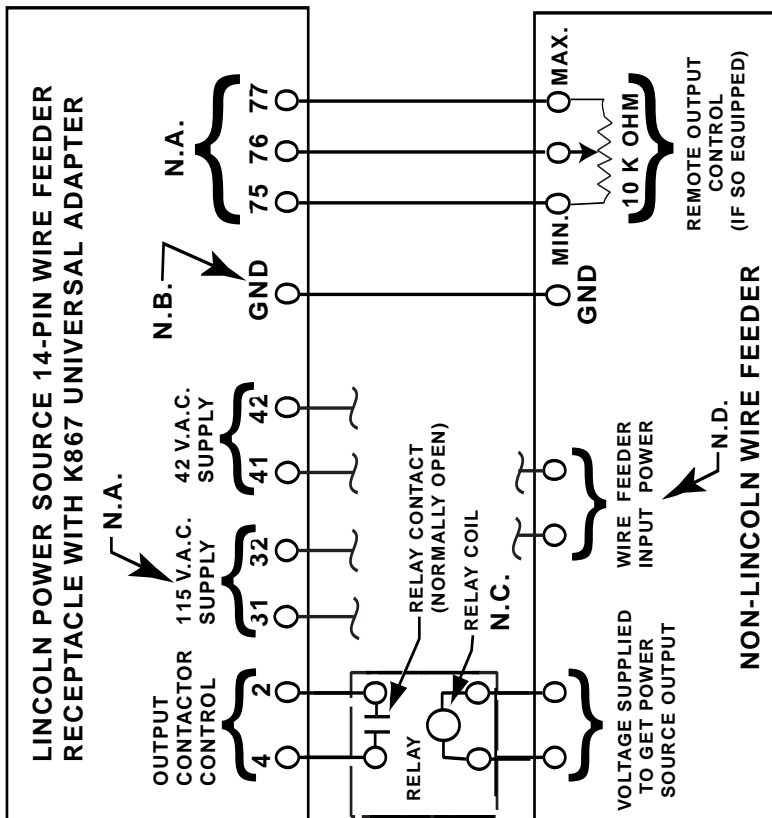 LINCOLN POWER SOURCE 14-PIN WIRE FEEDER
RECEPTACLE WITH K867 UNIVERSAL ADAPTER
N.A.
N.B.
N.A.
OUTPUT
CONTACTOR
CONTROL
115 V.A.C.
SUPPLY
42 V.A.C.
SUPPLY
4
2
31
32
41
42
GND
75
76
77
RELAY
RELAY CONTACT
(NORMALLY OPEN)
RELAY COIL
N.C.
GND
MIN.
MAX.
10 K OHM
VOLTAGE SUPPLIED
TO GET POWER
SOURCE OUTPUT
WIRE FEEDER
INPUT POWER
N.D.
REMOTE OUTPUT
CONTROL
(IF SO EQUIPPED)
NON-LINCOLN WIRE FEEDER